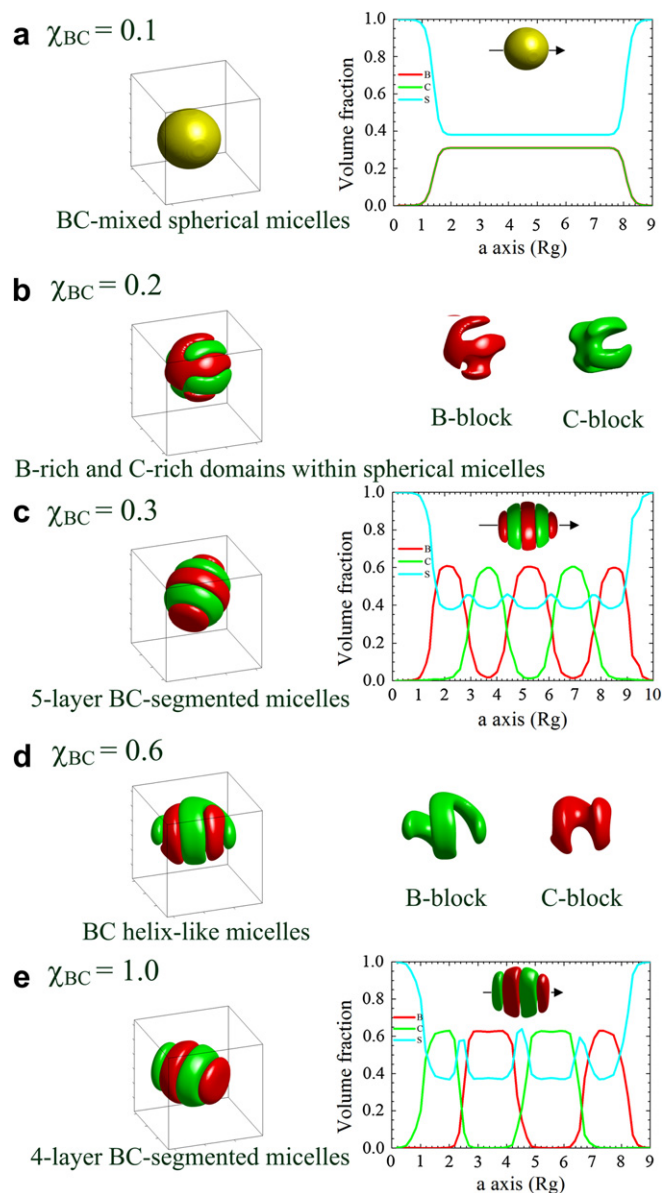 a χBC = 0.1
BC-mixed spherical micelles
Volume fraction
1.0
0.8
0.6
0.4
0.2
0.0
B
C
S
0 1 2 3 4 5 6 7 8 9
a axis (Rg)
b χBC = 0.2
B-block C-block
B-rich and C-rich domains within spherical micelles
c χBC = 0.3
5-layer BC-segmented micelles
Volume fraction
1.0
0.8
0.6
0.4
0.2
0.0
B
C
S
0 1 2 3 4 5 6 7 8 9 10
a axis (Rg)
d χBC = 0.6
BC helix-like micelles
B-block C-block
e χBC = 1.0
4-layer BC-segmented micelles
Volume fraction
1.0
0.8
0.6
0.4
0.2
0.0
B
C
S
0 1 2 3 4 5 6 7 8 9
a axis (Rg)